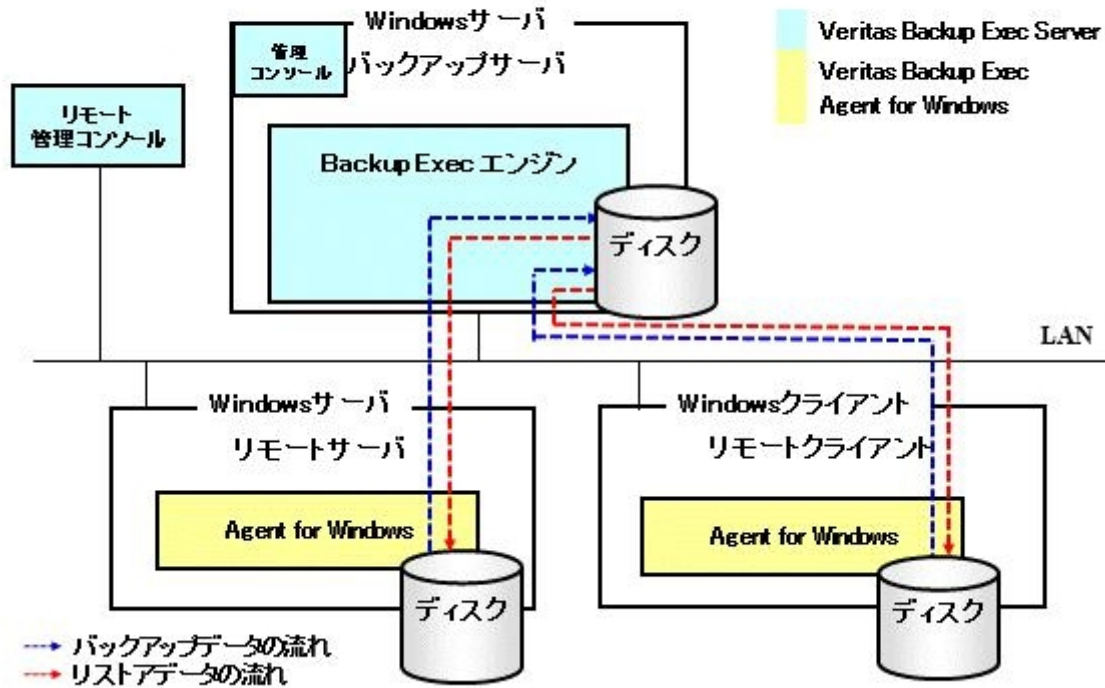 Windowsサーバ
管理
コンソール
バックアップサーバ
Veritas Backup Exec Server
Veritas Backup Exec
Agent for Windows
リモート
管理コンソール
Backup Exec エンジン
ディスク
LAN
Windowsサーバ
リモートサーバ
Agent for Windows
ディスク
Windowsクライアント
リモートクライアント
Agent for Windows
ディスク
バックアップデータの流れ
リストアデータの流れ